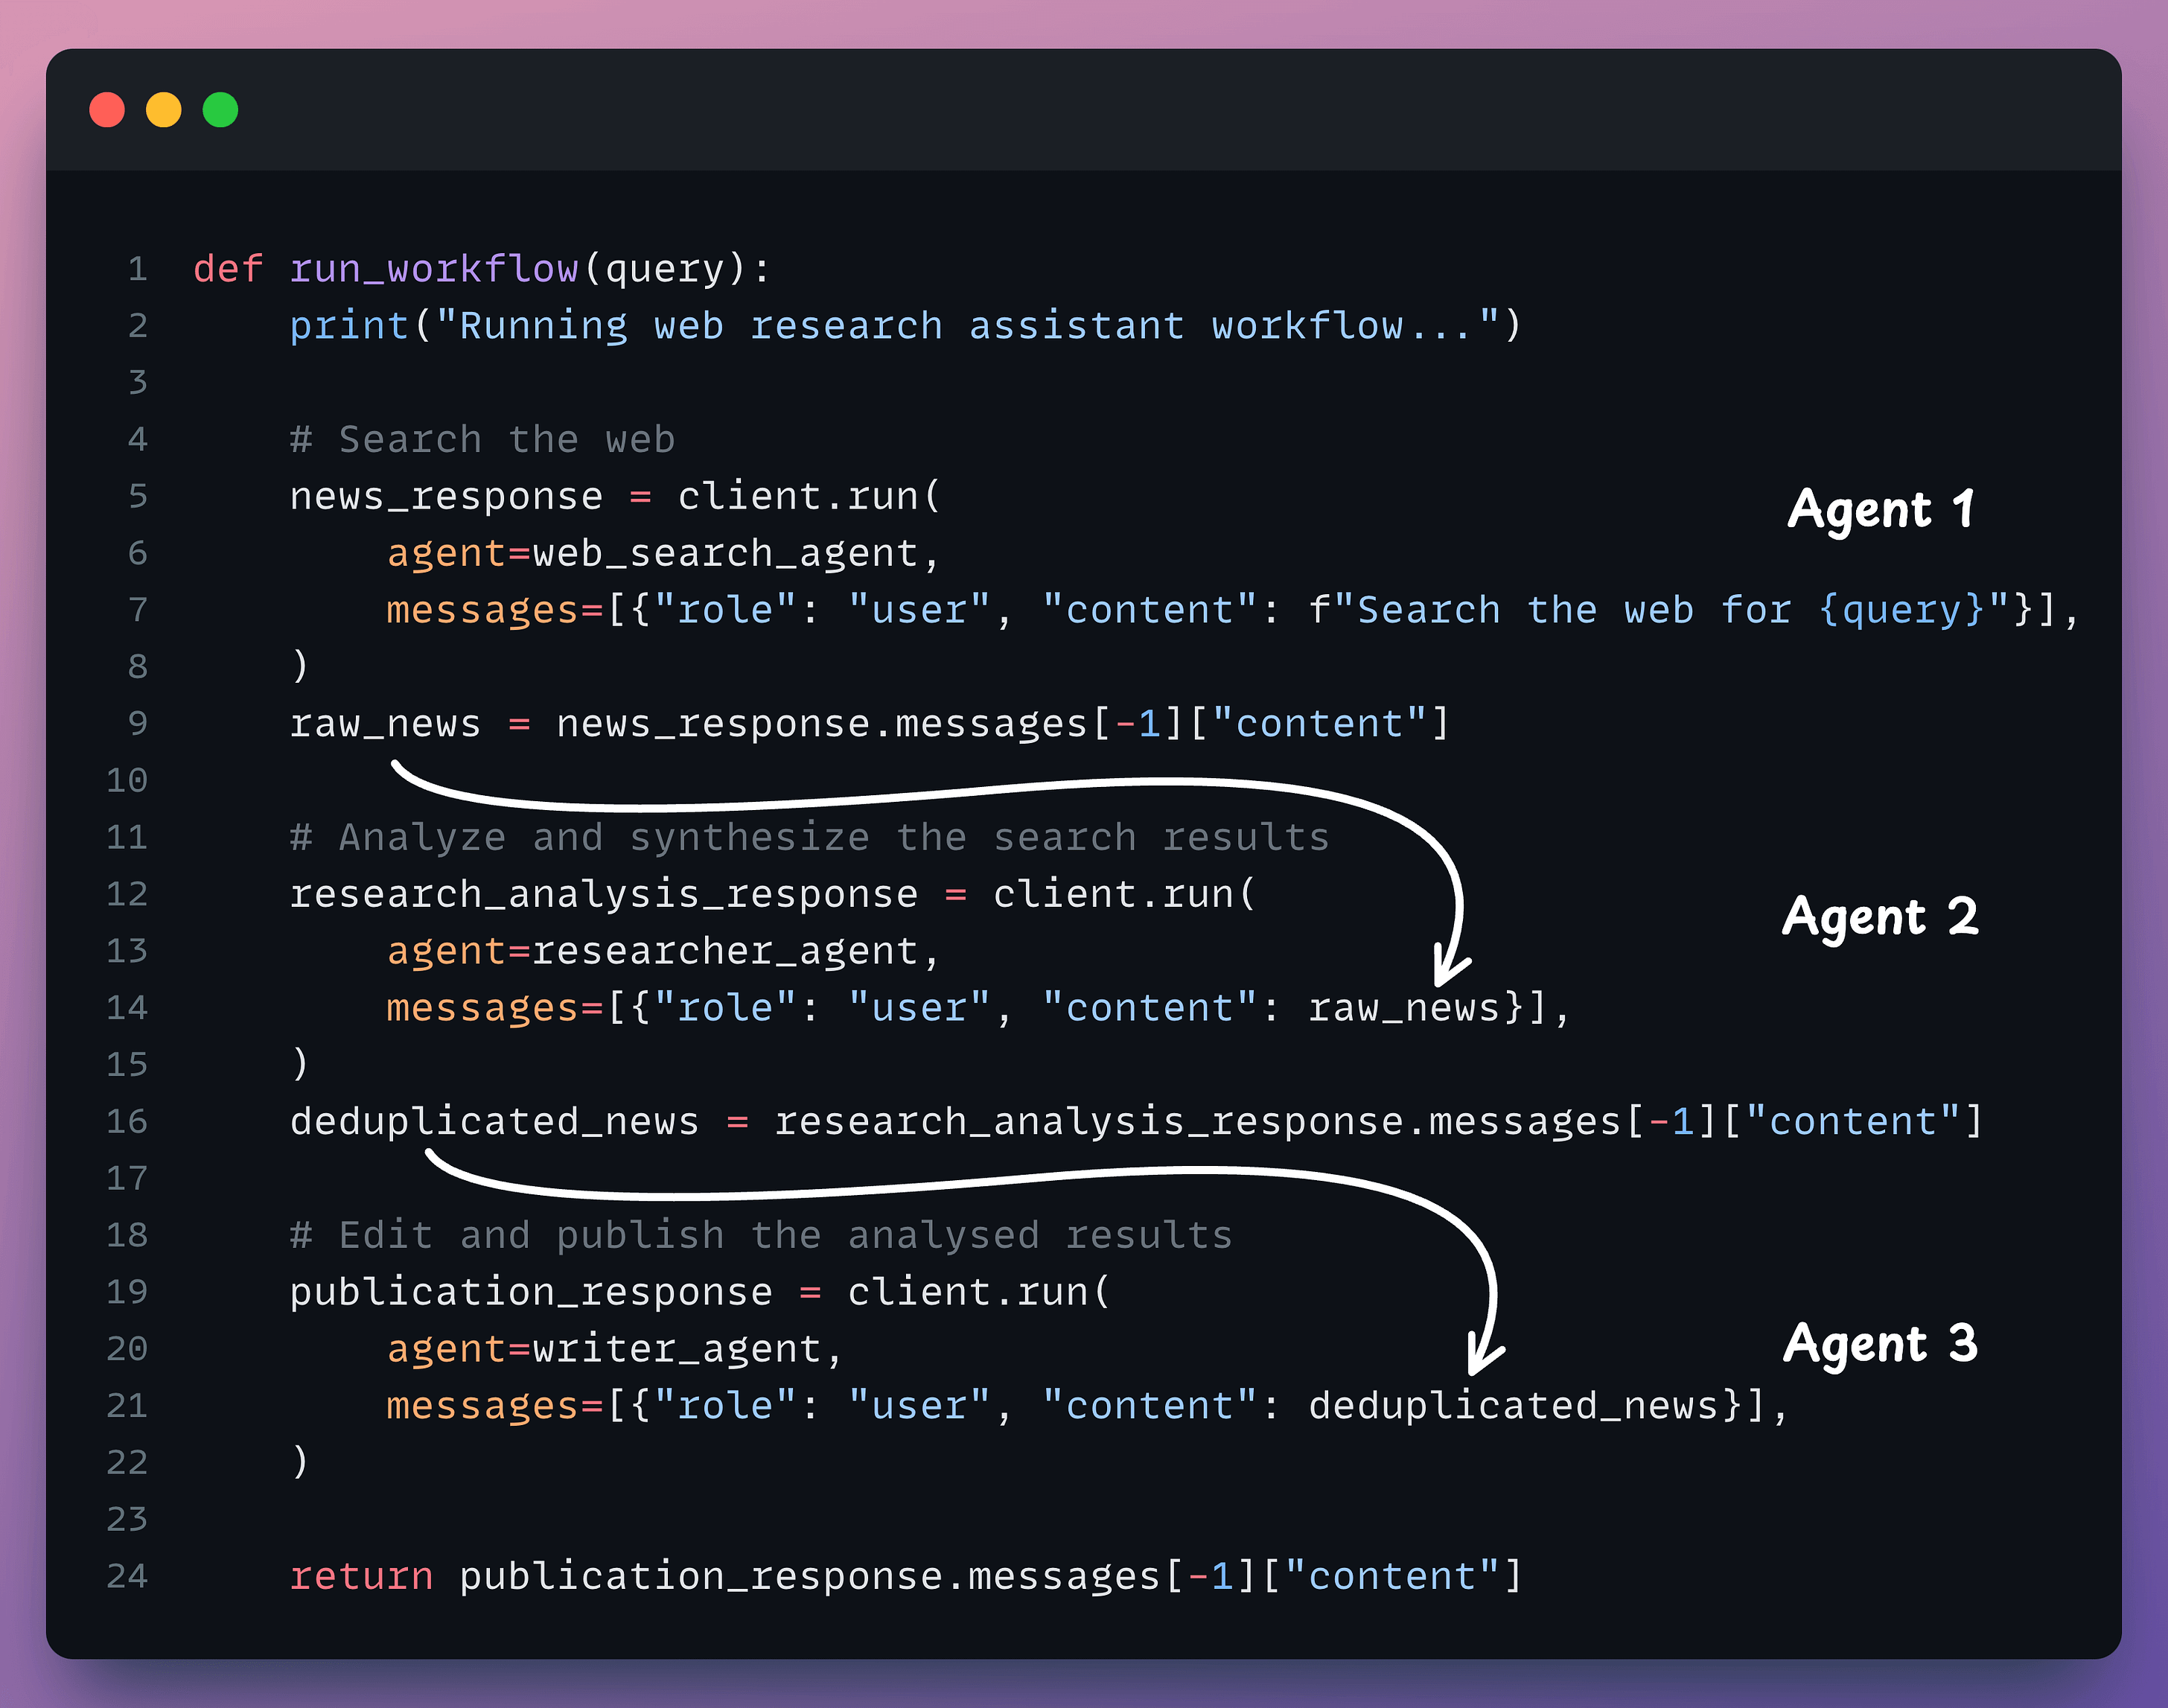 1 def run_workflow(query):
2     print("Running web research assistant workflow...")
3
4     # Search the web
5     news_response = client.run(
Agent 1
6         agent=web_search_agent,
7         messages=[{"role": "user", "content": f"Search the web for {query}"}],
8     )
9     raw_news = news_response.messages[-1]["content"]
10
11     # Analyze and synthesize the search results
12     research_analysis_response = client.run(
Agent 2
13         agent=researcher_agent,
14         messages=[{"role": "user", "content": raw_news}],
15     )
16     deduplicated_news = research_analysis_response.messages[-1]["content"]
17
18     # Edit and publish the analysed results
19     publication_response = client.run(
20         agent=writer_agent,
Agent 3
21         messages=[{"role": "user", "content": deduplicated_news}],
22     )
23
24     return publication_response.messages[-1]["content"]